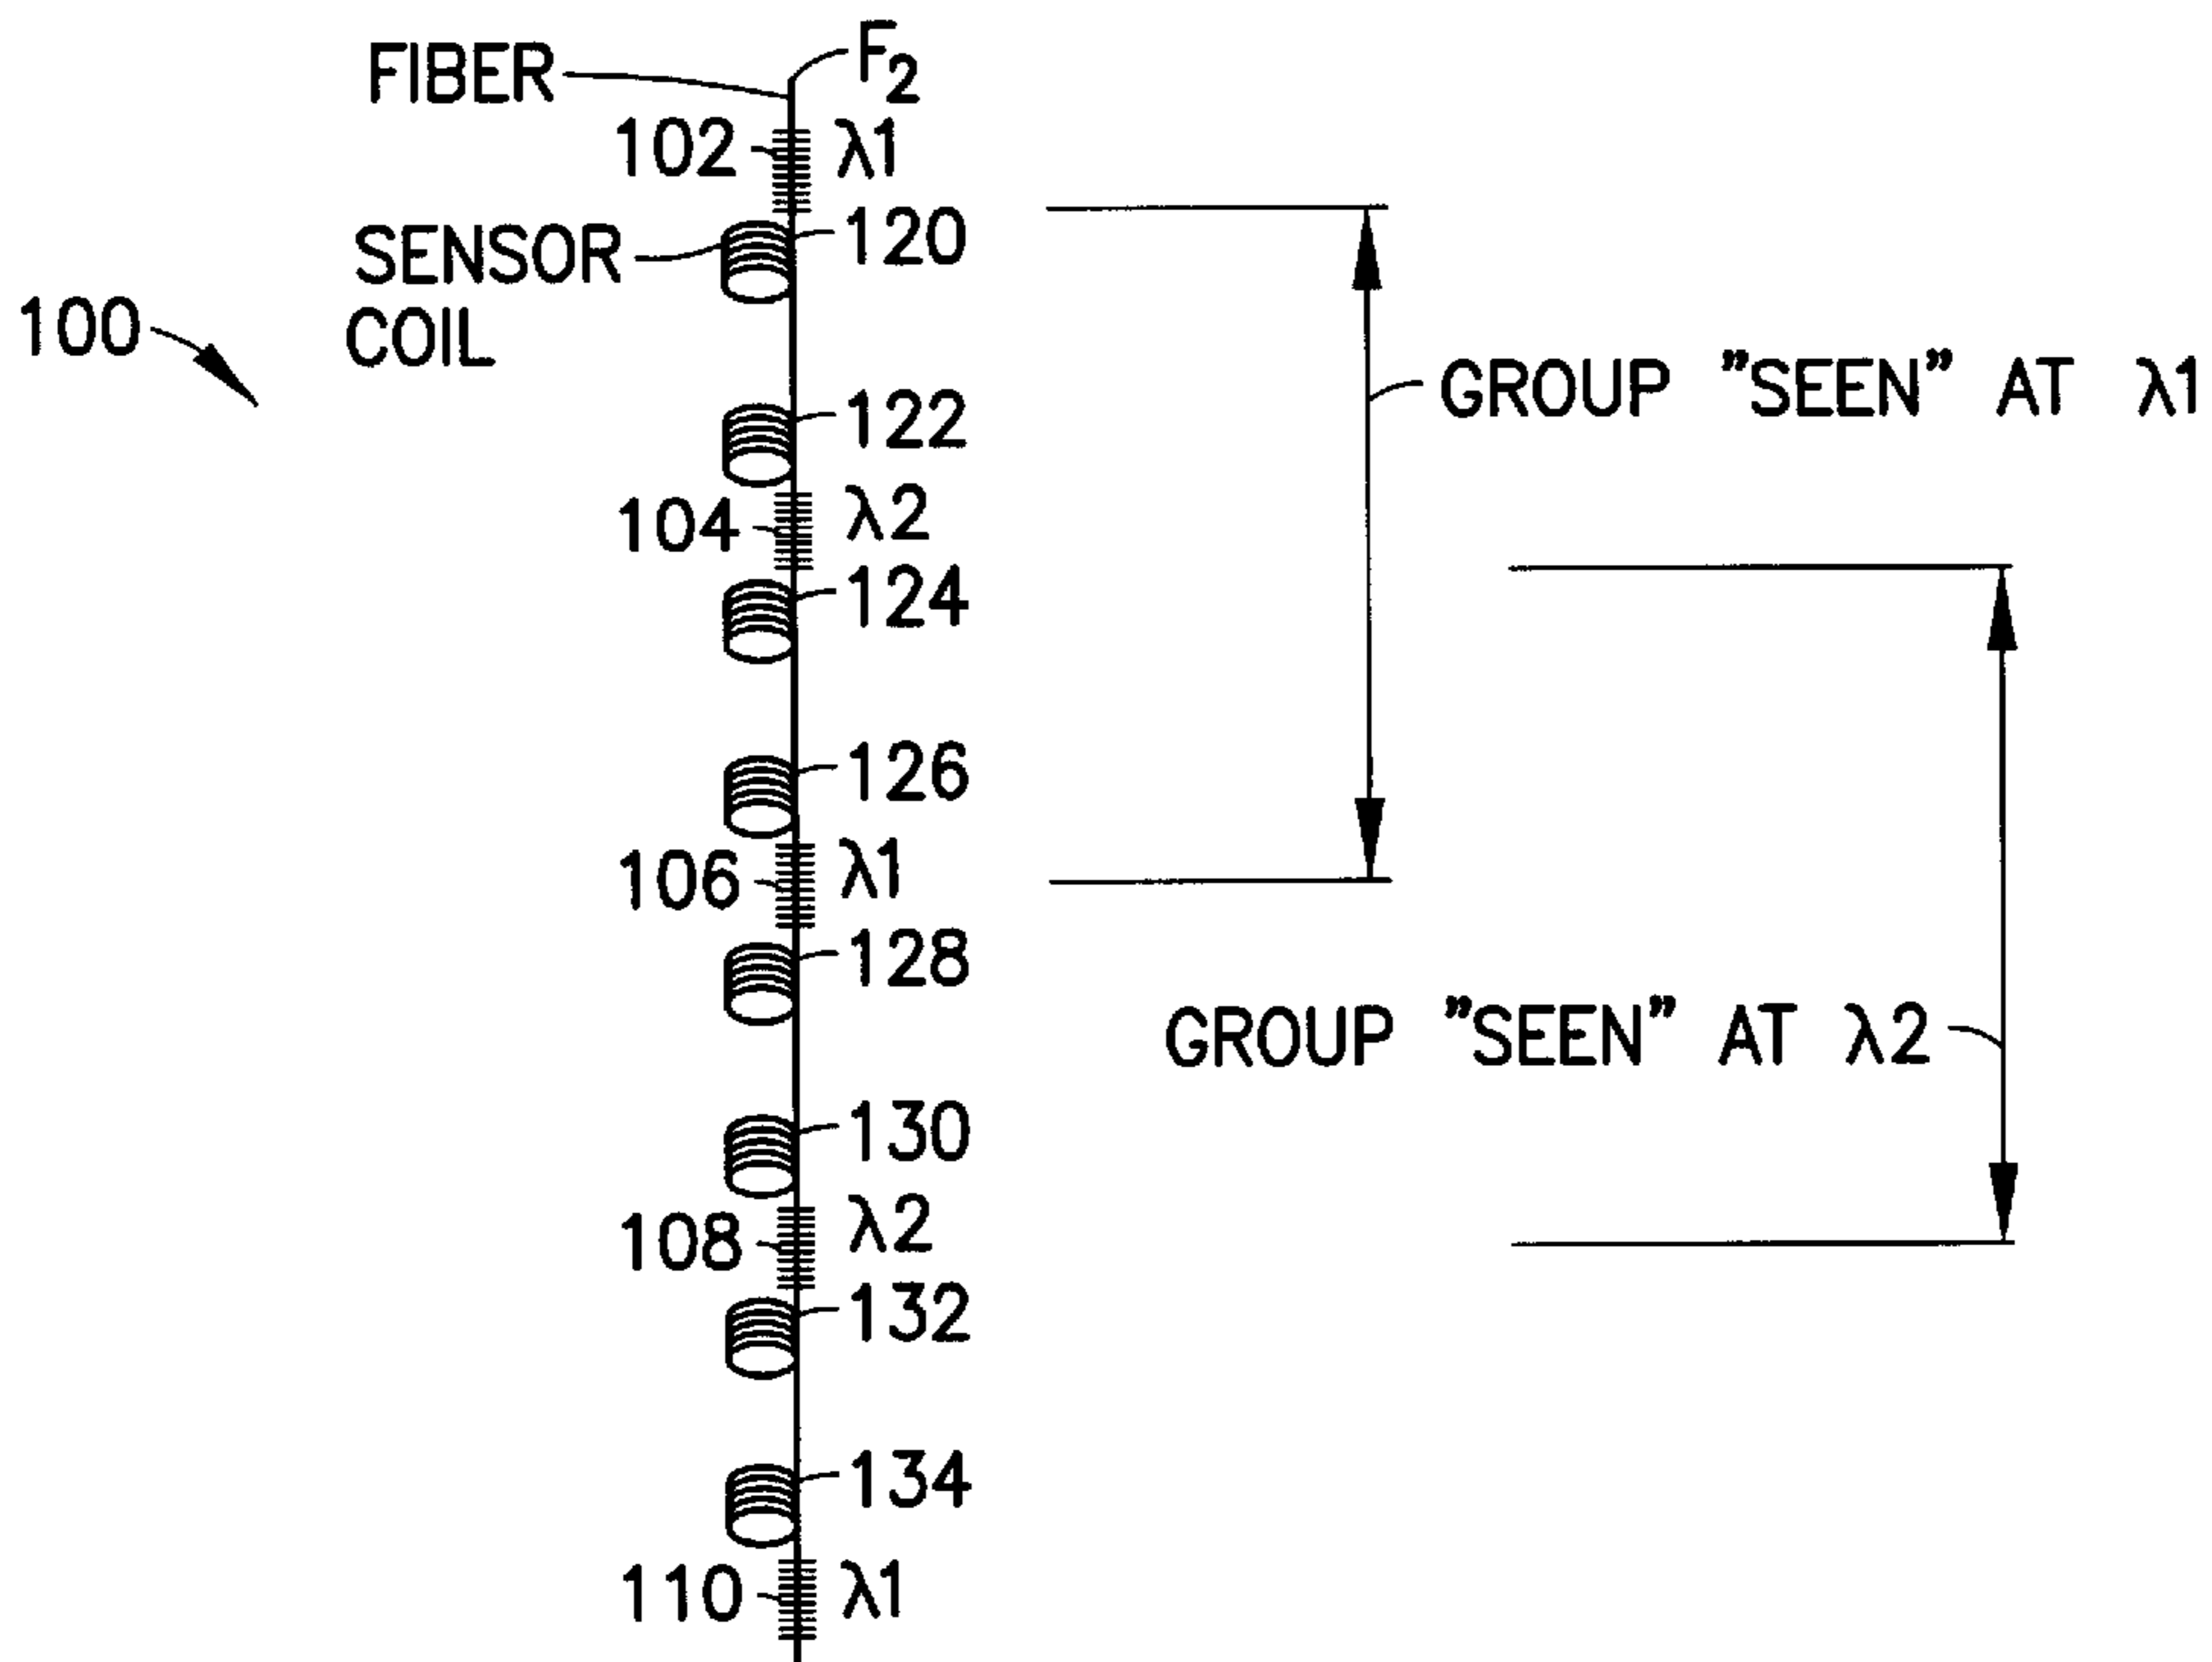 FIBER
F2
102
λ1
SENSOR
COIL
120
100
122
GROUP "SEEN" AT λ1
104
λ2
124
126
106
λ1
128
GROUP "SEEN" AT λ2
130
108
λ2
132
134
110
λ1